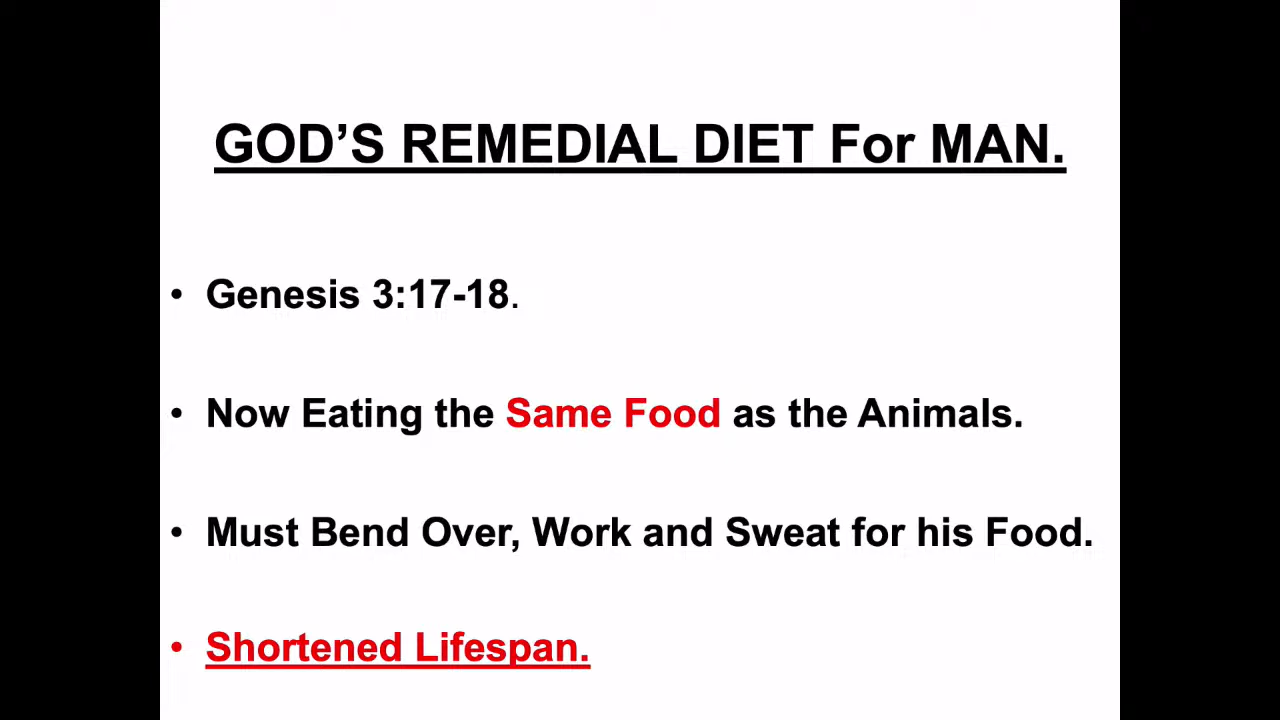 GOD’S REMEDIAL DIET For MAN.
• Genesis 3:17-18.
• Now Eating the Same Food as the Animals.
• Must Bend Over, Work and Sweat for his Food.
• Shortened Lifespan.